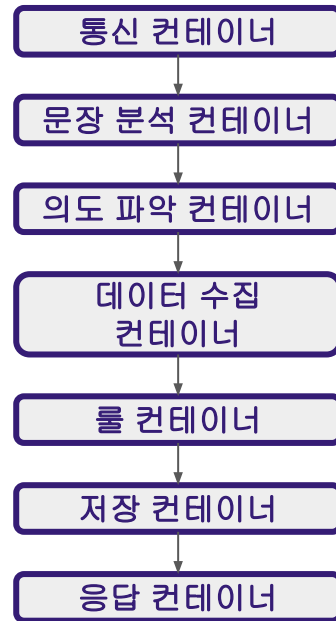 통신 컨테이너
문장 분석 컨테이너
의도 파악 컨테이너
데이터 수집
컨테이너
룰 컨테이너
저장 컨테이너
응답 컨테이너